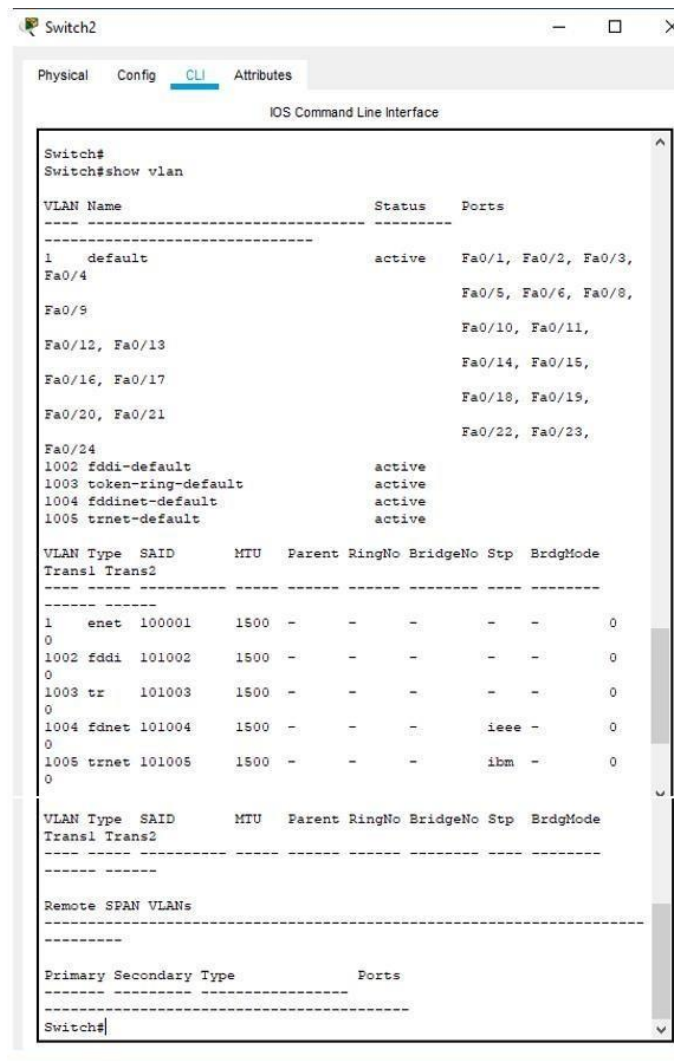 Switch2
Physical Config CLI Attributes
IOS Command Line Interface
Switch#
Switch#show vlan
VLAN Name                             Status    Ports
---- -------------------------------- ---------
-------------------------------
1    default                          active    Fa0/1, Fa0/2, Fa0/3,
Fa0/4
                                                Fa0/5, Fa0/6, Fa0/8,
Fa0/9
                                                Fa0/10, Fa0/11,
Fa0/12, Fa0/13
                                                Fa0/14, Fa0/15,
Fa0/16, Fa0/17
                                                Fa0/18, Fa0/19,
Fa0/20, Fa0/21
                                                Fa0/22, Fa0/23,
Fa0/24
1002 fddi-default                     active
1003 token-ring-default               active
1004 fddinet-default                  active
1005 trnet-default                    active
VLAN Type  SAID       MTU   Parent RingNo BridgeNo Stp  BrdgMode
Trans1 Trans2
---- ----- ---------- ----- ------ ------ -------- ---- --------
------ ------
1    enet  100001     1500  -      -      -        -    -        0
0
1002 fddi  101002     1500  -      -      -        -    -        0
0
1003 tr    101003     1500  -      -      -        -    -        0
0
1004 fdnet 101004     1500  -      -      -        ieee -        0
0
1005 trnet 101005     1500  -      -      -        ibm  -        0
0
VLAN Type  SAID       MTU   Parent RingNo BridgeNo Stp  BrdgMode
Trans1 Trans2
---- ----- ---------- ----- ------ ------ -------- ---- --------
------ ------
Remote SPAN VLANs
----------------------------------------------------------------------
---------
Primary Secondary Type              Ports
------- --------- -----------------
------------------------------------------
Switch#